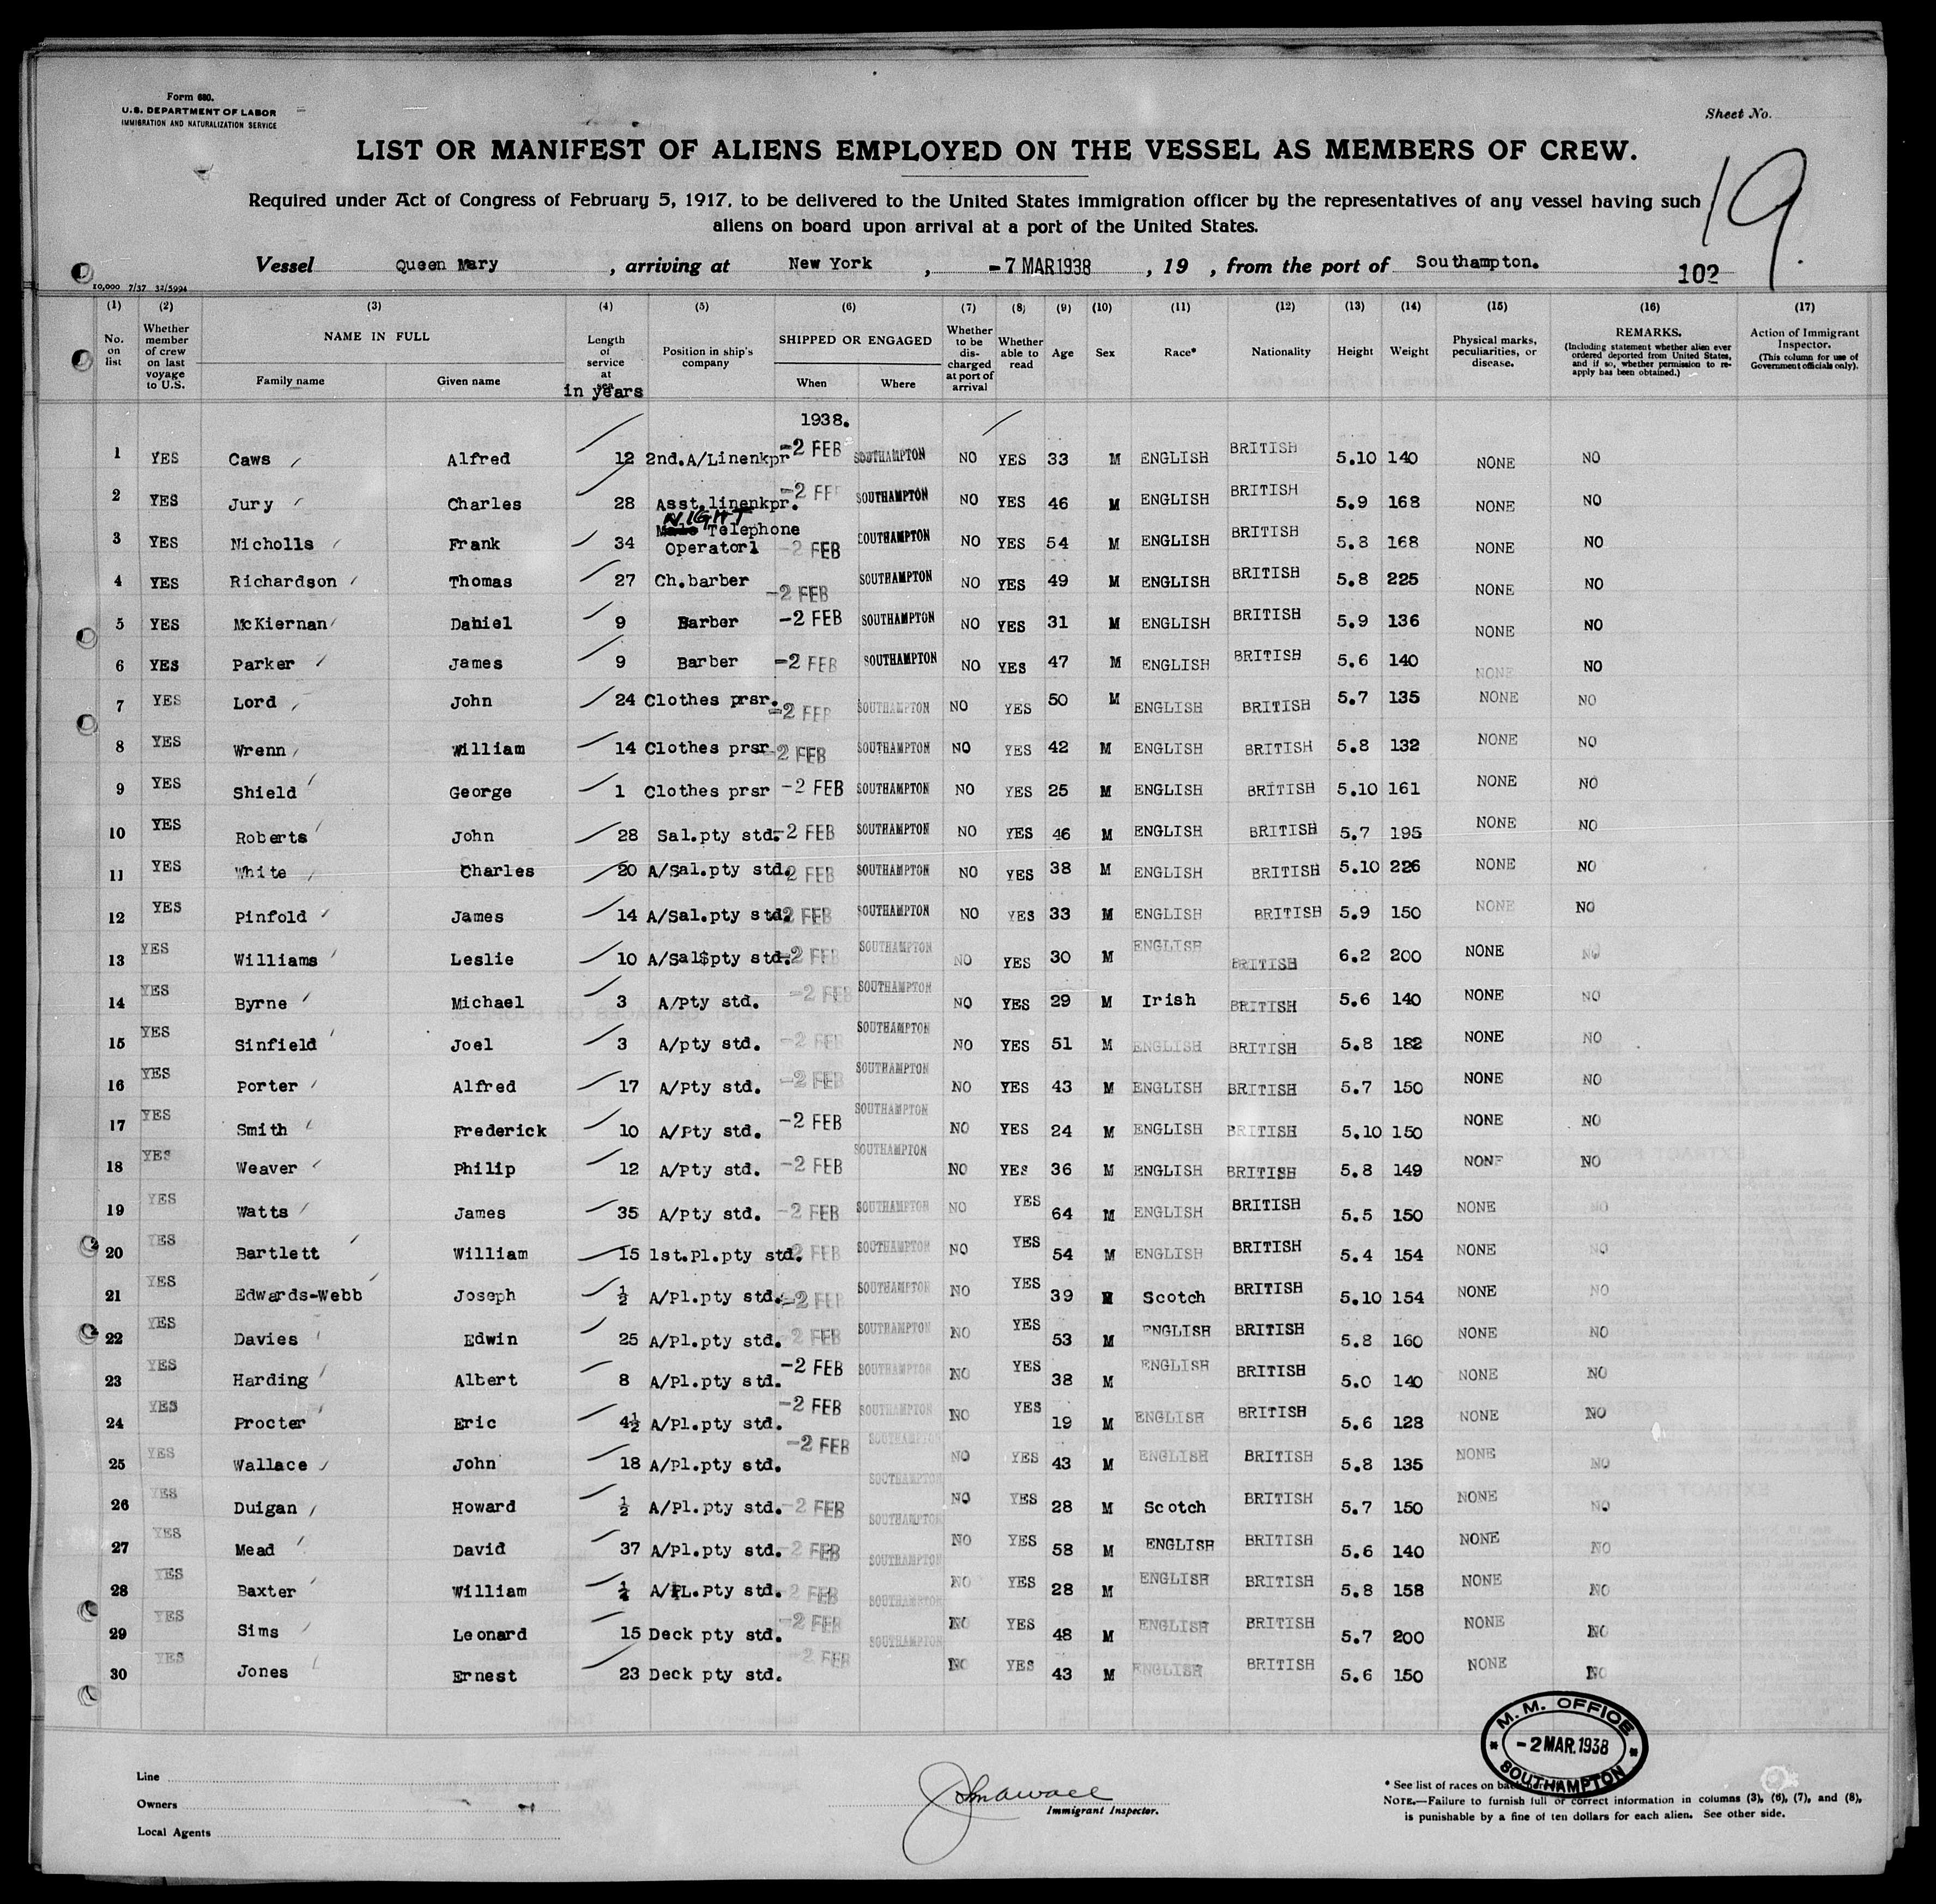 Form 680.
U.S. DEPARTMENT OF LABOR
IMMIGRATION AND NATURALIZATION SERVICE
Sheet No.
19.
LIST OR MANIFEST OF ALIENS EMPLOYED ON THE VESSEL AS MEMBERS OF CREW.
Required under Act of Congress of February 5, 1917, to be delivered to the United States immigration officer by the representatives of any vessel having such
aliens on board upon arrival at a port of the United States.
Vessel Queen Mary , arriving at New York , -7 MAR 1938 , 19 , from the port of Southampton.
102
10,000 7/37 32/5994
(1) (2) (3) (4) (5) (6) (7) (8) (9) (10) (11) (12) (13) (14) (15) (16) (17)
No. on list
Whether member of crew on last voyage to U.S.
NAME IN FULL
Family name
Given name
Length of service at sea
in years
Position in ship's company
SHIPPED OR ENGAGED
When
Where
Whether to be discharged at port of arrival
Whether able to read
Age
Sex
Race*
Nationality
Height
Weight
Physical marks, peculiarities, or disease.
REMARKS.
(Including statement whether alien ever ordered deported from United States, and if so, whether permission to re-apply has been obtained.)
Action of Immigrant Inspector.
(This column for use of Government officials only).
1938.
1 YES Caws Alfred 12 2nd.A/Linenkpr -2 FEB SOUTHAMPTON NO YES 33 M ENGLISH BRITISH 5.10 140 NONE NO
2 YES Jury Charles 28 Asst.linenkpr. -2 FEB SOUTHAMPTON NO YES 46 M ENGLISH BRITISH 5.9 168 NONE NO
3 YES Nicholls Frank 34 NIGHT Telephone Operator1 -2 FEB SOUTHAMPTON NO YES 54 M ENGLISH BRITISH 5.8 168 NONE NO
4 YES Richardson Thomas 27 Ch.barber -2 FEB SOUTHAMPTON NO YES 49 M ENGLISH BRITISH 5.8 225 NONE NO
5 YES McKiernan Daniel 9 Barber -2 FEB SOUTHAMPTON NO YES 31 M ENGLISH BRITISH 5.9 136 NONE NO
6 YES Parker James 9 Barber -2 FEB SOUTHAMPTON NO YES 47 M ENGLISH BRITISH 5.6 140 NONE NO
7 YES Lord John 24 Clothes prsr. -2 FEB SOUTHAMPTON NO YES 50 M ENGLISH BRITISH 5.7 135 NONE NO
8 YES Wrenn William 14 Clothes prsr -2 FEB SOUTHAMPTON NO YES 42 M ENGLISH BRITISH 5.8 132 NONE NO
9 YES Shield George 1 Clothes prsr -2 FEB SOUTHAMPTON NO YES 25 M ENGLISH BRITISH 5.10 161 NONE NO
10 YES Roberts John 28 Sal.pty std. -2 FEB SOUTHAMPTON NO YES 46 M ENGLISH BRITISH 5.7 195 NONE NO
11 YES White Charles 20 A/Sal.pty std. -2 FEB SOUTHAMPTON NO YES 38 M ENGLISH BRITISH 5.10 226 NONE NO
12 YES Pinfold James 14 A/Sal.pty std. -2 FEB SOUTHAMPTON NO YES 33 M ENGLISH BRITISH 5.9 150 NONE NO
13 YES Williams Leslie 10 A/Sal$pty std. -2 FEB SOUTHAMPTON NO YES 30 M ENGLISH BRITISH 6.2 200 NONE NO
14 YES Byrne Michael 3 A/Pty std. -2 FEB SOUTHAMPTON NO YES 29 M Irish BRITISH 5.6 140 NONE NO
15 YES Sinfield Joel 3 A/pty std. -2 FEB SOUTHAMPTON NO YES 51 M ENGLISH BRITISH 5.8 182 NONE NO
16 YES Porter Alfred 17 A/Pty std. -2 FEB SOUTHAMPTON NO YES 43 M ENGLISH BRITISH 5.7 150 NONE NO
17 YES Smith Frederick 10 A/Pty std. -2 FEB SOUTHAMPTON NO YES 24 M ENGLISH BRITISH 5.10 150 NONE NO
18 YES Weaver Philip 12 A/Pty std. -2 FEB SOUTHAMPTON NO YES 36 M ENGLISH BRITISH 5.8 149 NONE NO
19 YES Watts James 35 A/Pty std. -2 FEB SOUTHAMPTON NO YES 64 M ENGLISH BRITISH 5.5 150 NONE NO
20 YES Bartlett William 15 1st.Pl.pty std. -2 FEB SOUTHAMPTON NO YES 54 M ENGLISH BRITISH 5.4 154 NONE NO
21 YES Edwards-Webb Joseph ½ A/Pl.pty std. -2 FEB SOUTHAMPTON NO YES 39 M Scotch BRITISH 5.10 154 NONE NO
22 YES Davies Edwin 25 A/Pl.pty std. -2 FEB SOUTHAMPTON NO YES 53 M ENGLISH BRITISH 5.8 160 NONE NO
23 YES Harding Albert 8 A/Pl.pty std. -2 FEB SOUTHAMPTON NO YES 38 M ENGLISH BRITISH 5.0 140 NONE NO
24 YES Procter Eric 4½ A/Pl.pty std. -2 FEB SOUTHAMPTON NO YES 19 M ENGLISH BRITISH 5.6 128 NONE NO
25 YES Wallace John 18 A/Pl.pty std. -2 FEB SOUTHAMPTON NO YES 43 M ENGLISH BRITISH 5.8 135 NONE NO
26 YES Duigan Howard ½ A/Pl.pty std. -2 FEB SOUTHAMPTON NO YES 28 M Scotch BRITISH 5.7 150 NONE NO
27 YES Mead David 37 A/Pl.pty std. -2 FEB SOUTHAMPTON NO YES 58 M ENGLISH BRITISH 5.6 140 NONE NO
28 YES Baxter William ¼ A/PL.Pty std. -2 FEB SOUTHAMPTON NO YES 28 M ENGLISH BRITISH 5.8 158 NONE NO
29 YES Sims Leonard 15 Deck pty std. -2 FEB SOUTHAMPTON NO YES 48 M ENGLISH BRITISH 5.7 200 NONE NO
30 YES Jones Ernest 23 Deck pty std. -2 FEB SOUTHAMPTON NO YES 43 M ENGLISH BRITISH 5.6 150 NONE NO
M. M. OFFICE
-2 MAR.1938
SOUTHAMPTON
Line
Owners
Local Agents
Immigrant Inspector.
* See list of races on back
NOTE.—Failure to furnish full or correct information in columns (3), (6), (7), and (8),
is punishable by a fine of ten dollars for each alien. See other side.